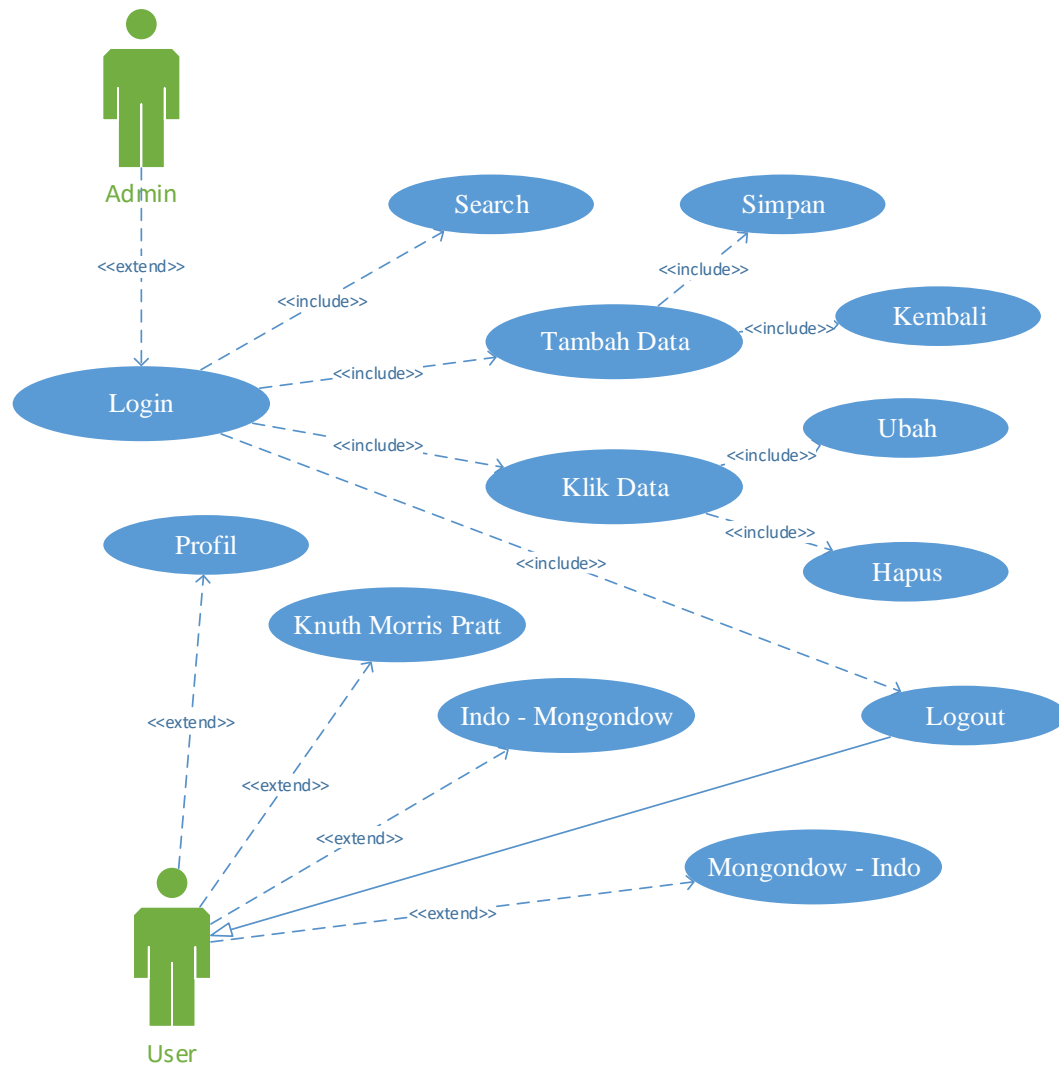 Admin
<<extend>>
Search
Simpan
<<include>>
<<include>>
Kembali
<<include>>
Tambah Data
<<include>>
Login
Ubah
<<include>>
<<include>>
Klik Data
<<include>>
Hapus
<<include>>
Profil
<<include>>
Knuth Morris Pratt
Indo - Mongondow
Logout
<<extend>>
<<extend>>
<<extend>>
Mongondow - Indo
<<extend>>
User